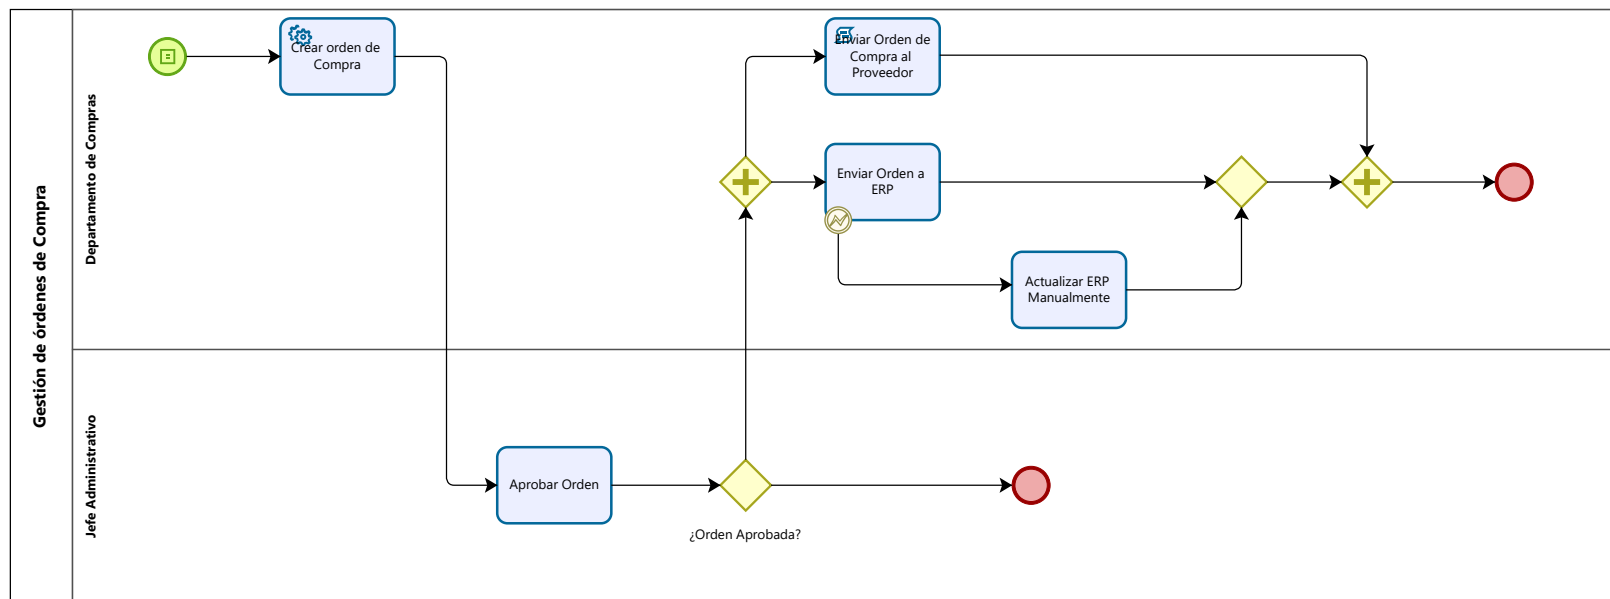 Gestión de órdenes de Compra
Departamento de Compras
Crear orden de
Compra
Enviar Orden de
Compra al
Proveedor
Enviar Orden a
ERP
Actualizar ERP
Manualmente
Jefe Administrativo
Aprobar Orden
¿Orden Aprobada?